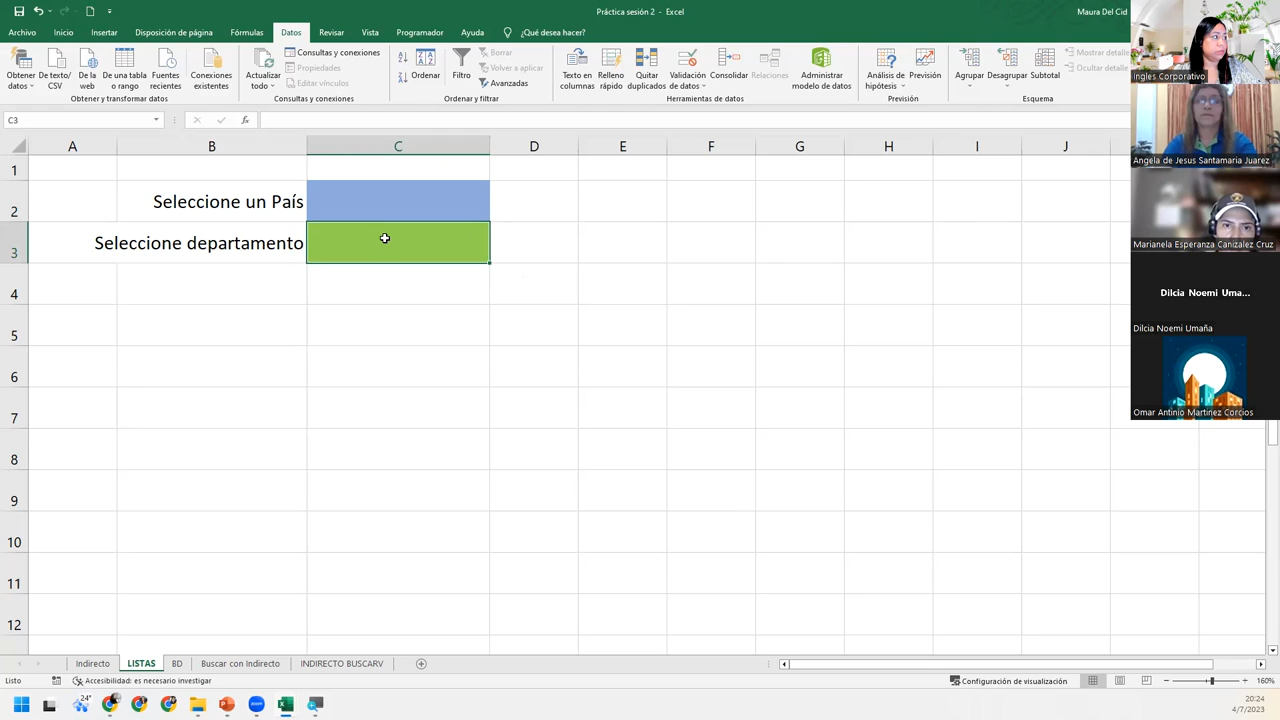 Práctica sesión 2 - Excel
Maura Del Cid
Archivo Inicio Insertar Disposición de página Fórmulas Datos Revisar Vista Programador Ayuda ¿Qué desea hacer?
Obtener datos
De texto/ CSV
De la web
De una tabla o rango
Fuentes recientes
Conexiones existentes
Obtener y transformar datos
Actualizar todo
Consultas y conexiones
Propiedades
Editar vínculos
Consultas y conexiones
Ordenar
Filtro
Borrar
Volver a aplicar
Avanzadas
Ordenar y filtrar
Texto en columnas
Relleno rápido
Quitar duplicados
Validación de datos
Consolidar
Relaciones
Administrar modelo de datos
Herramientas de datos
Análisis de hipótesis
Previsión
Previsión
Agrupar
Desagrupar
Subtotal
Mostrar detalle
Ocultar detalle
Esquema
C3
fx
A B C D E F G H I J
1
2 Seleccione un País
3 Seleccione departamento
4
5
6
7
8
9
10
11
12
Ingles Corporativo
Angela de Jesus Santamaria Juarez
Marianela Esperanza Canizalez Cruz
Dilcia Noemi Uma...
Dilcia Noemi Umaña
Omar Antinio Martinez Corcios
Indirecto LISTAS BD Buscar con Indirecto INDIRECTO BUSCARV
Listo Accesibilidad: es necesario investigar Configuración de visualización 160%
24°
zoom
20:24
4/7/2023